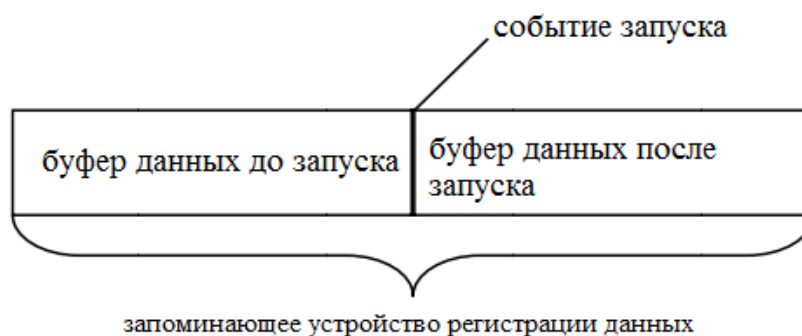 событие запуска
буфер данных до запуска
буфер данных после
запуска
запоминающее устройство регистрации данных